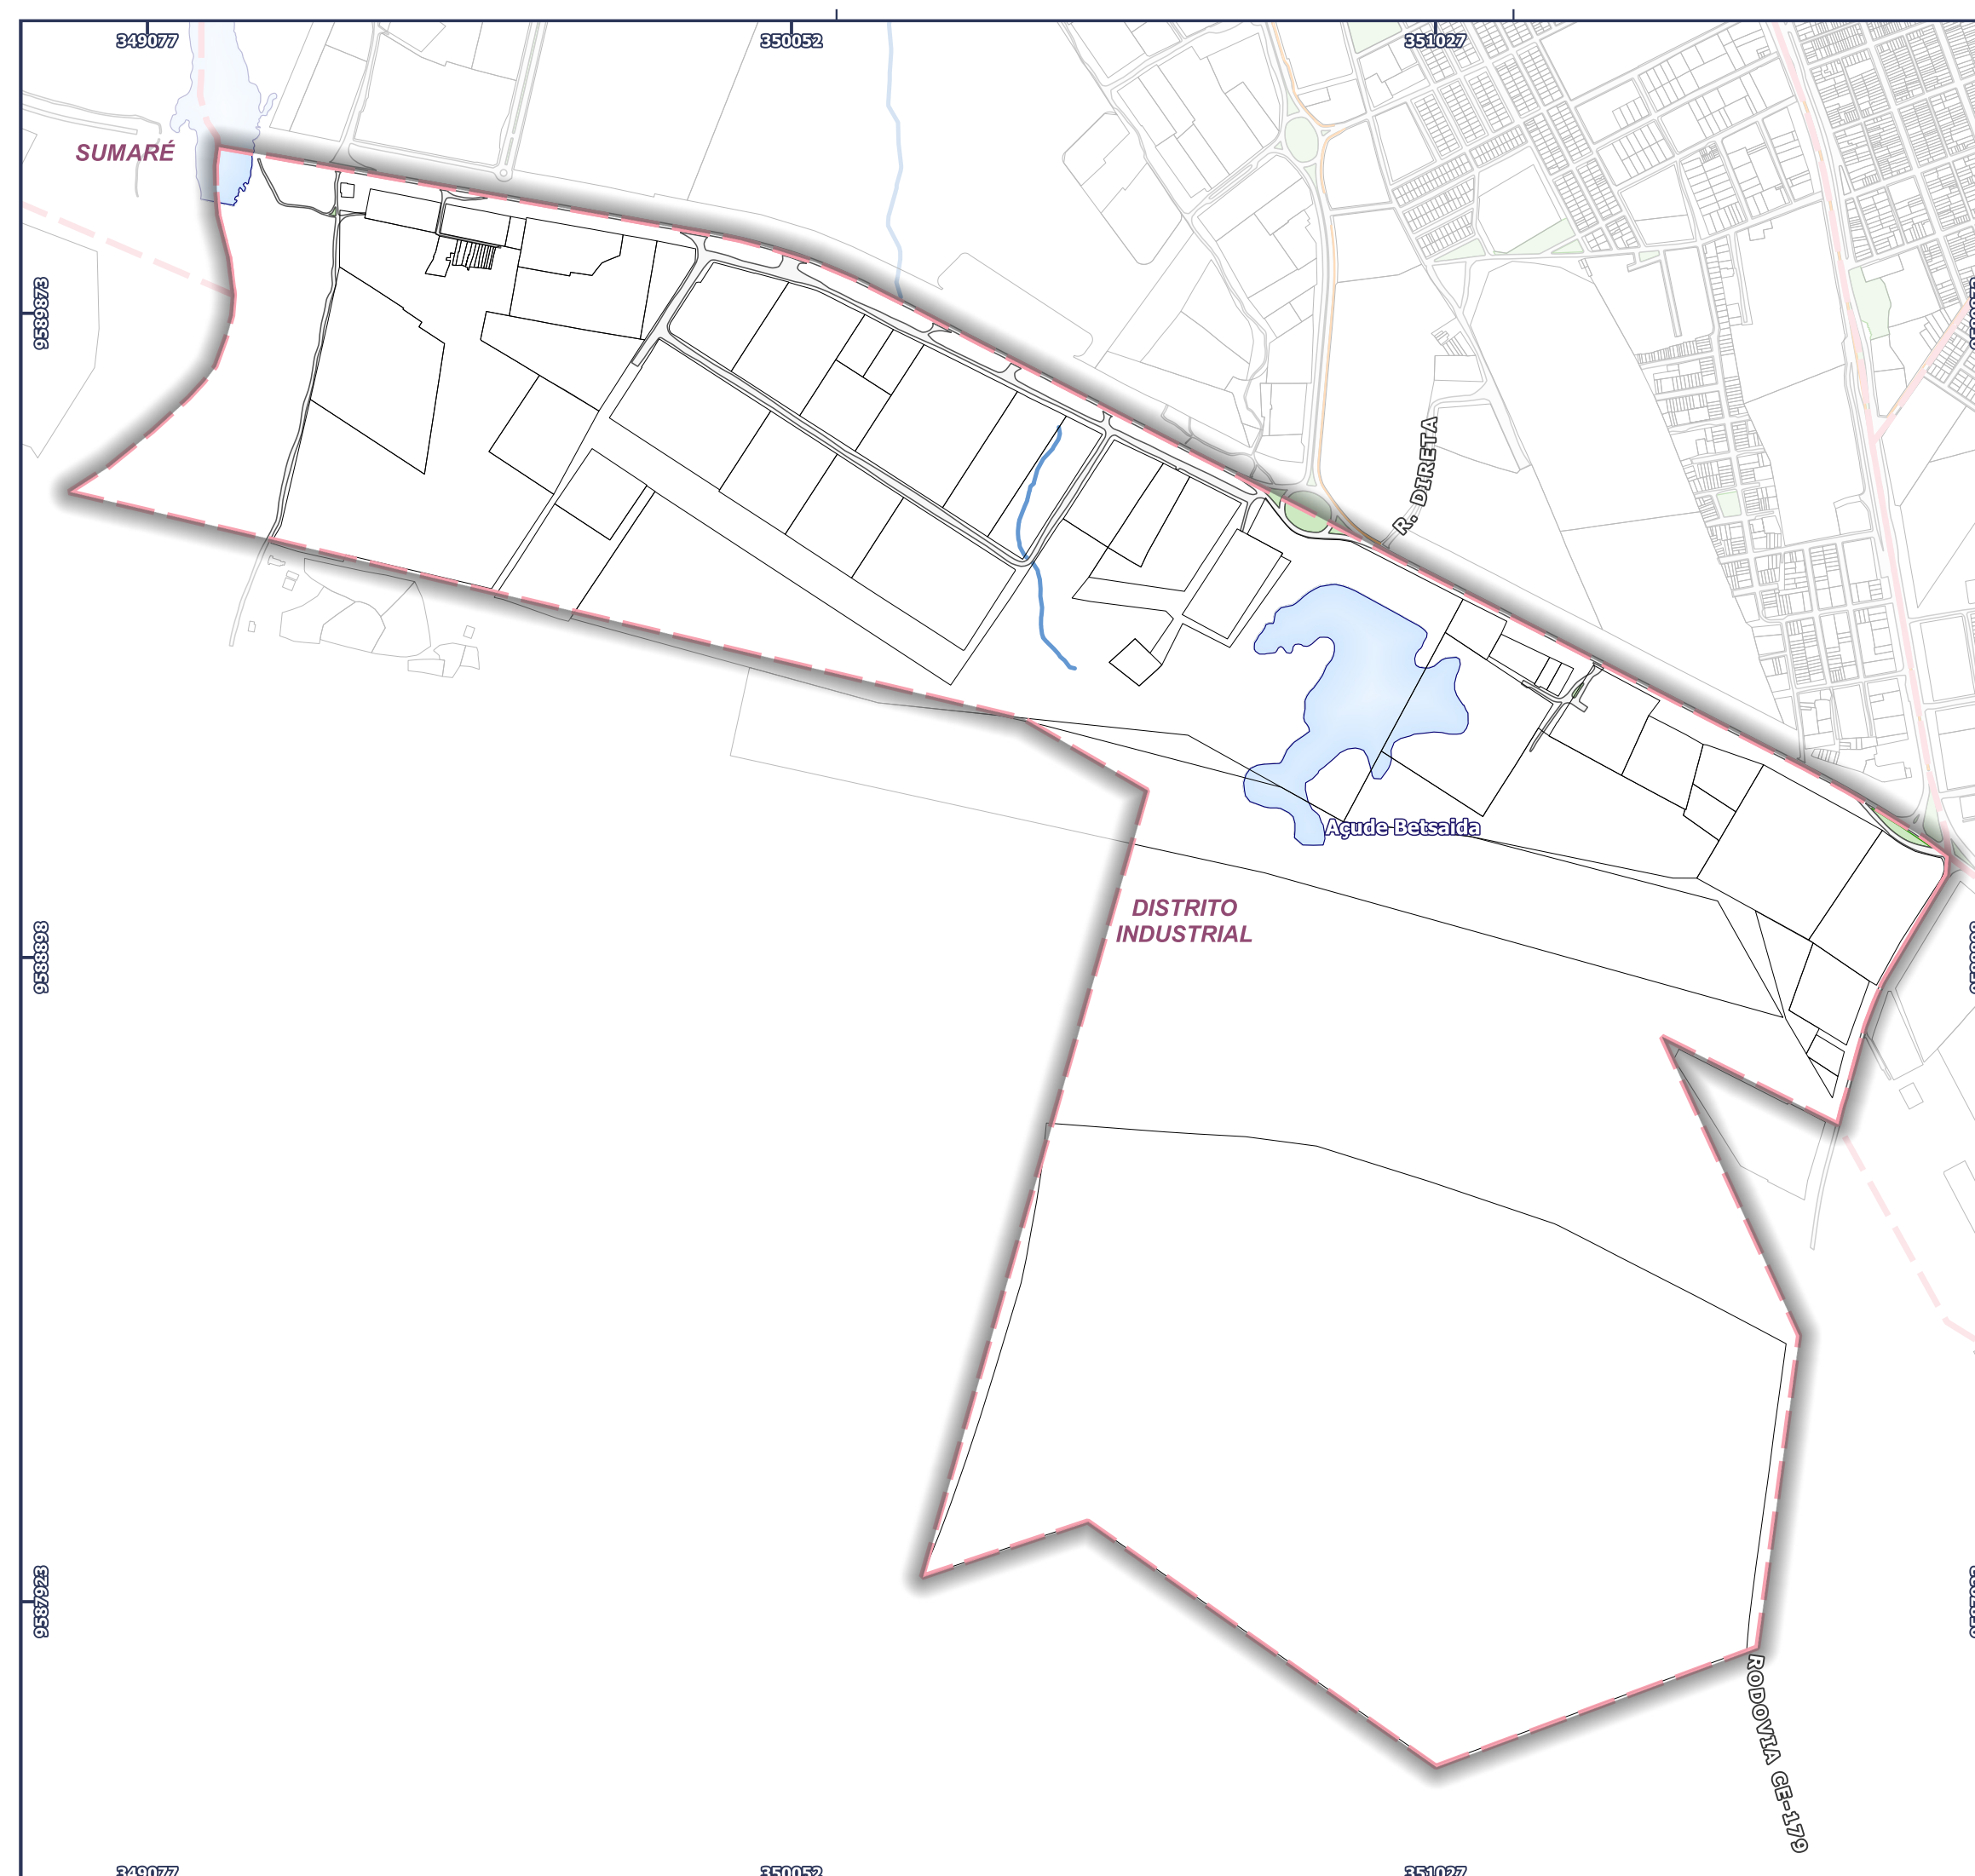 349077
350052
351027
SUMARÉ
9589873
R. DIRETA
Açude Betsaida
DISTRITO
INDUSTRIAL
9588898
9587923
RODOVIA CE-179
349077
350052
351027